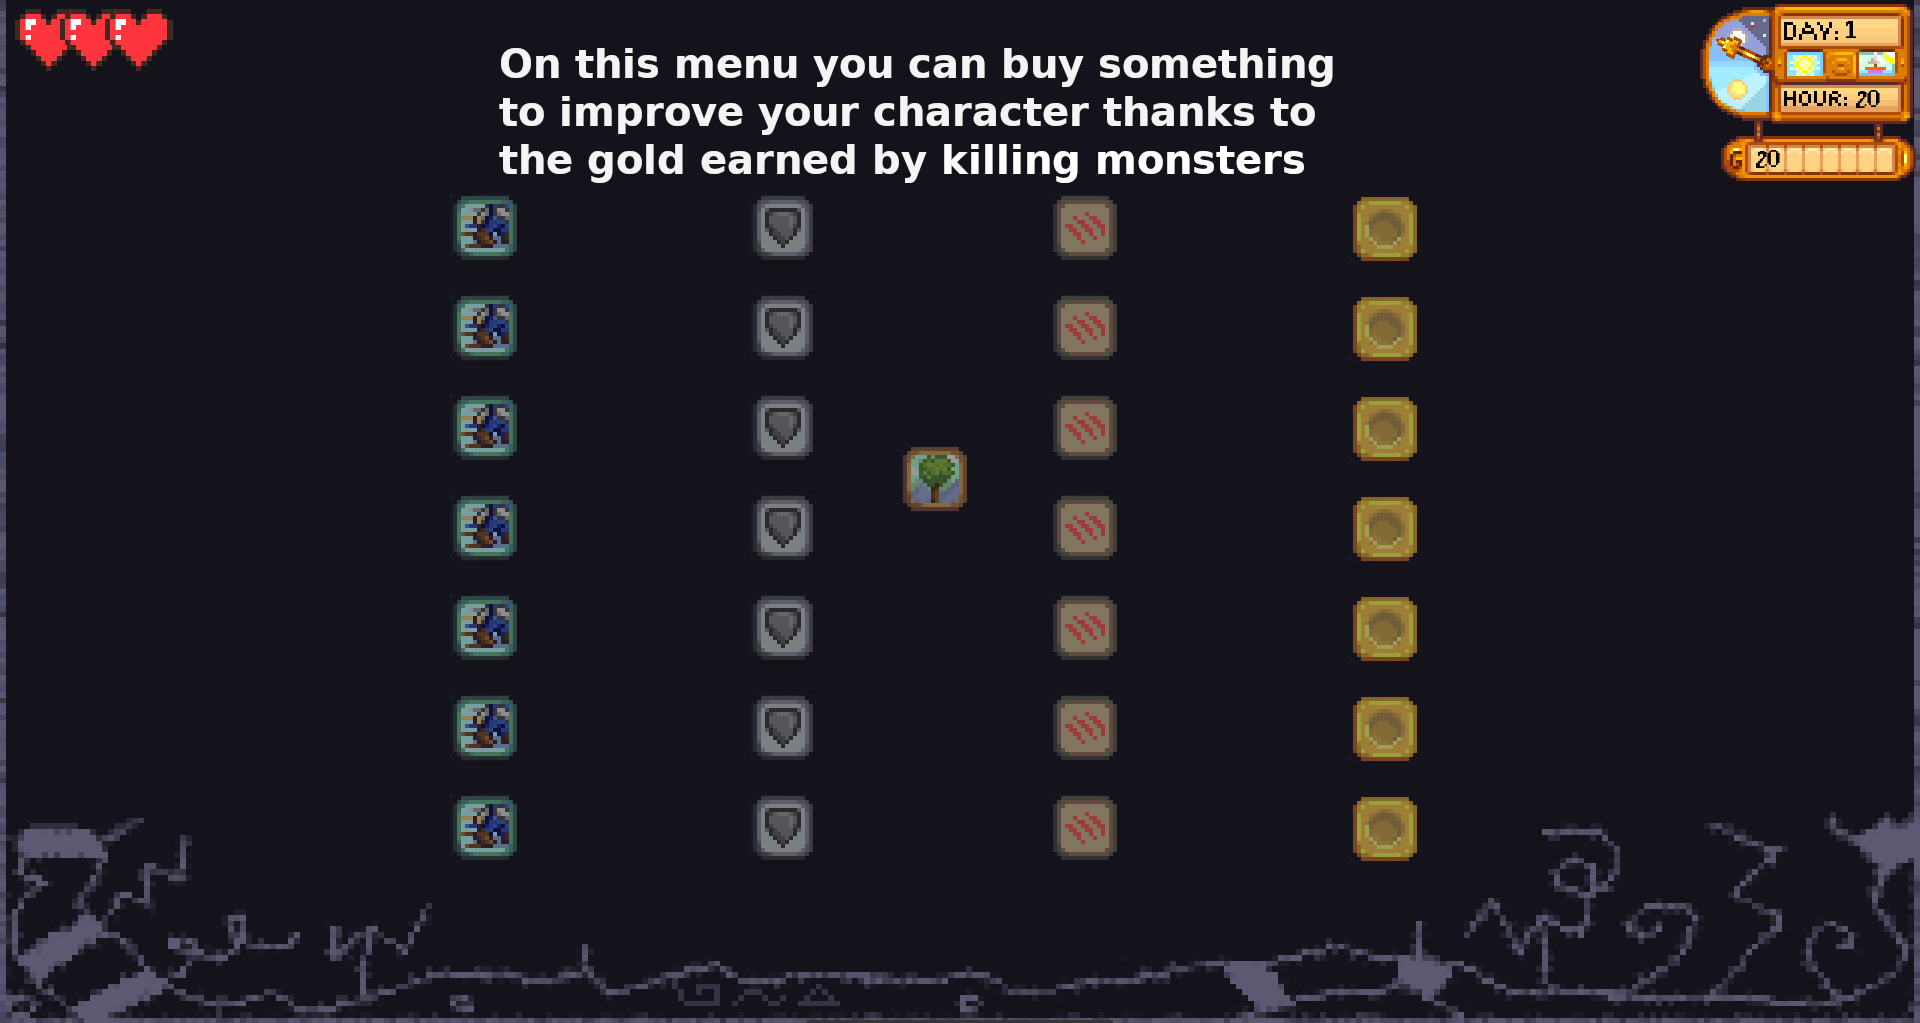 On this menu you can buy something
to improve your character thanks to
the gold earned by killing monsters
DAY: 1
HOUR: 20
G 20